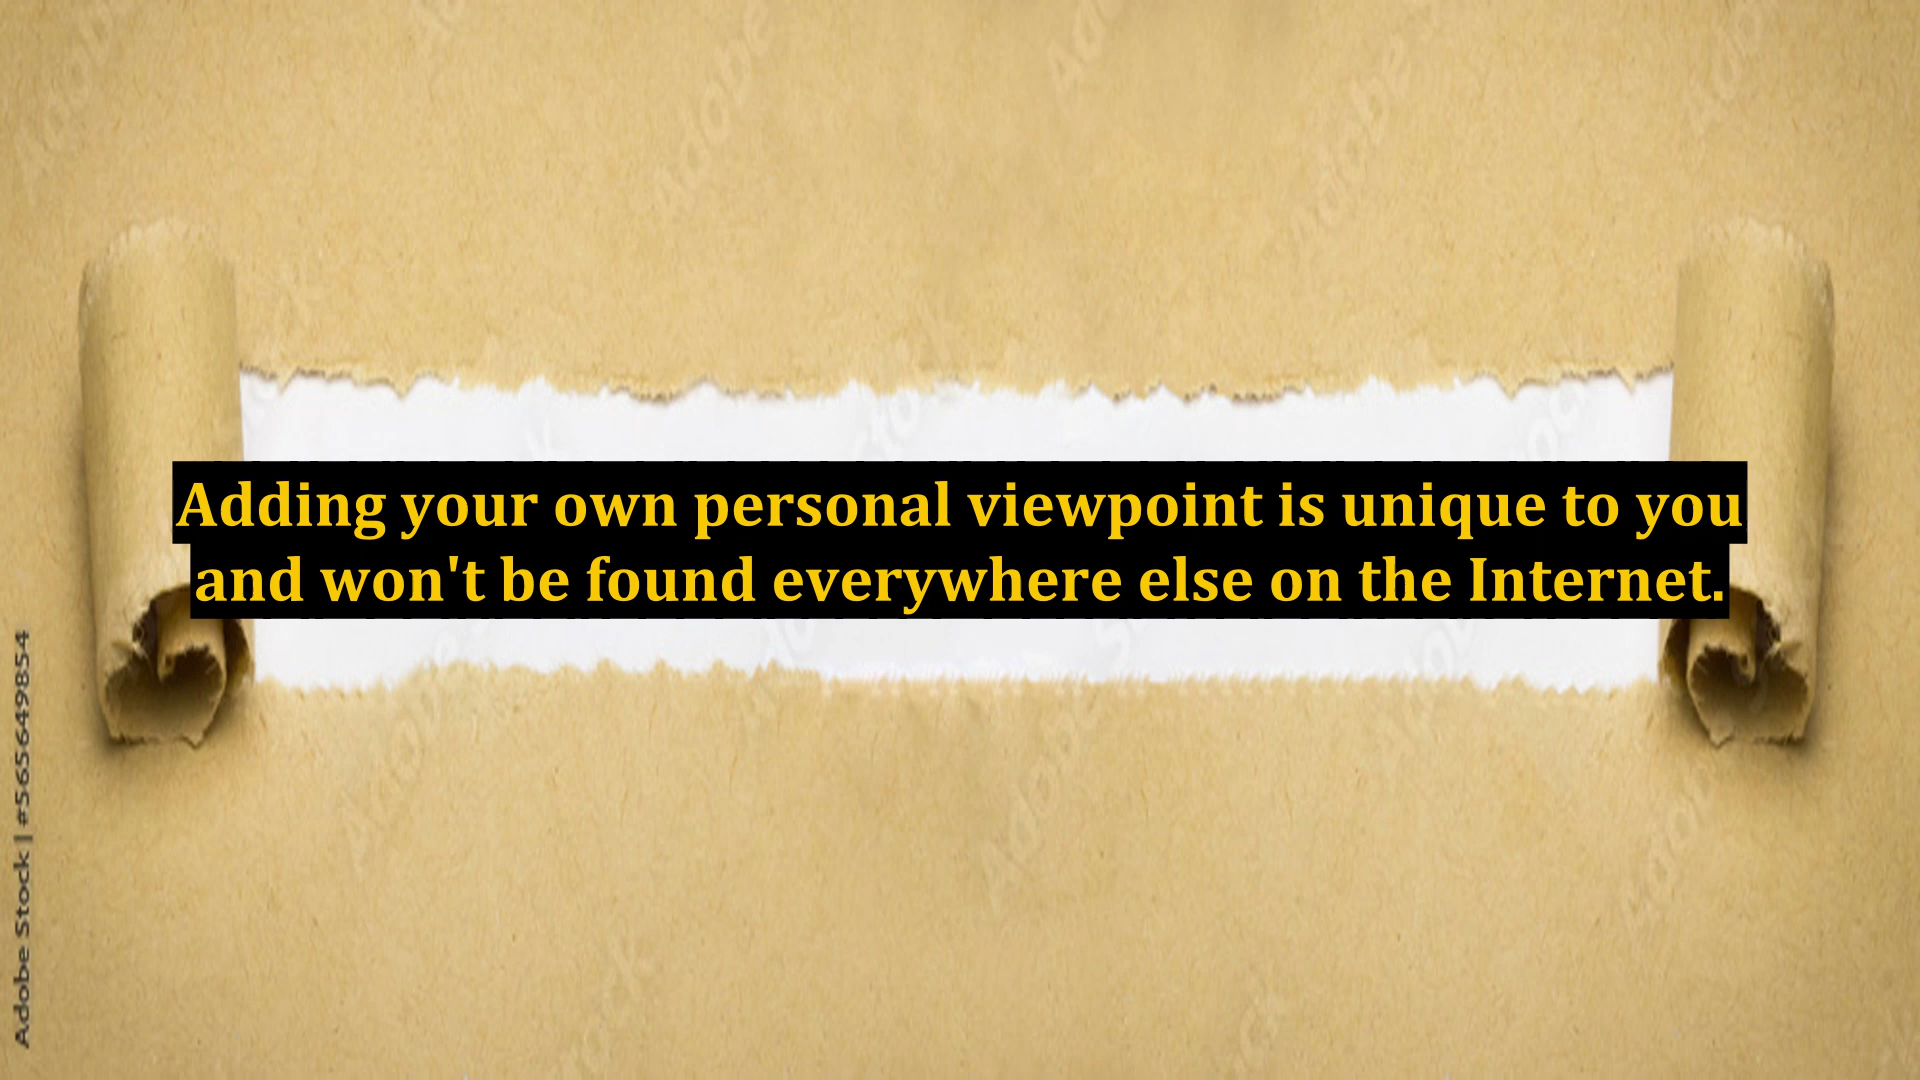 Adding your own personal viewpoint is unique to you
and won't be found everywhere else on the Internet.
Adobe Stock | #565649854